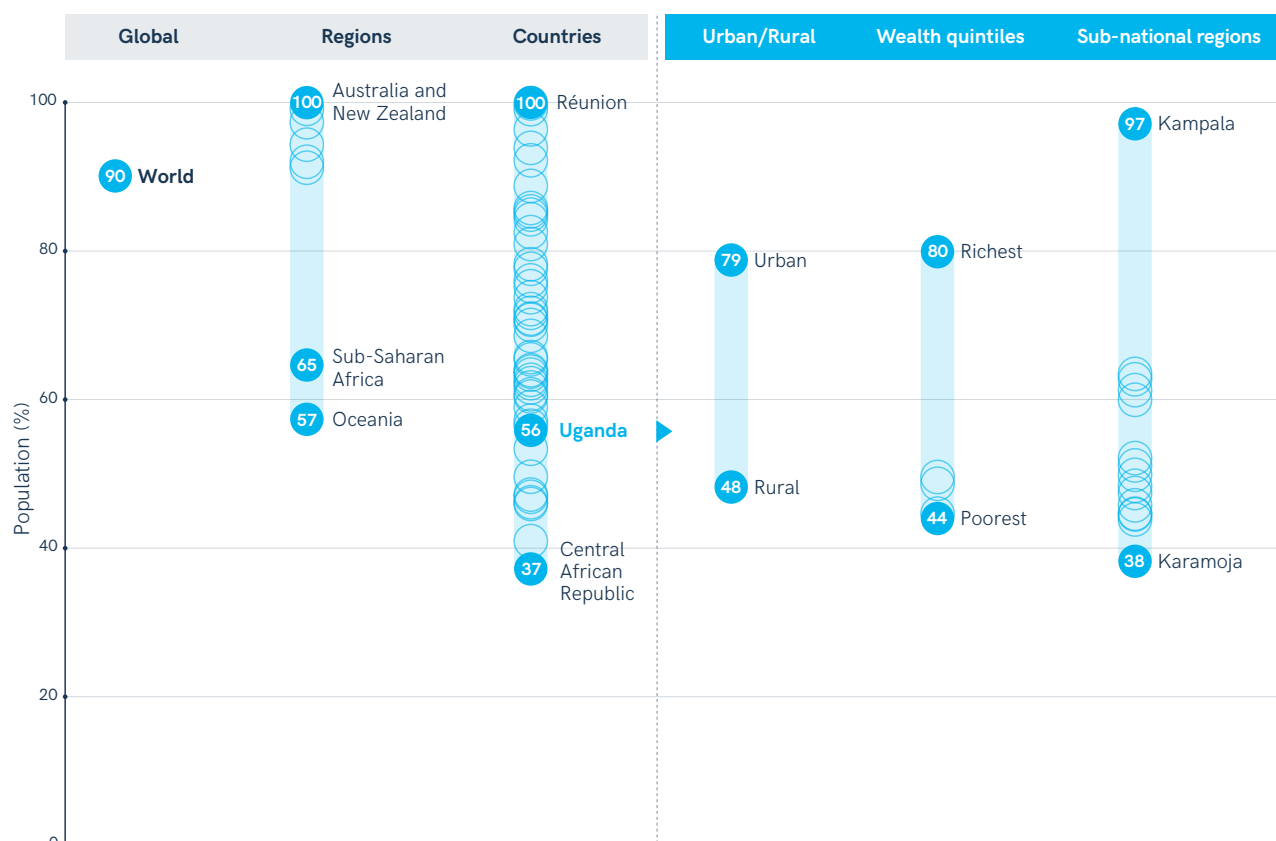 Global
Regions
Countries
Urban/Rural
Wealth quintiles
Sub-national regions
100
80
60
40
20
0
Population (%)
90 World
100 Australia and
New Zealand
65 Sub-Saharan
Africa
57 Oceania
100 Réunion
56 Uganda
37 Central
African
Republic
79 Urban
48 Rural
80 Richest
44 Poorest
97 Kampala
38 Karamoja